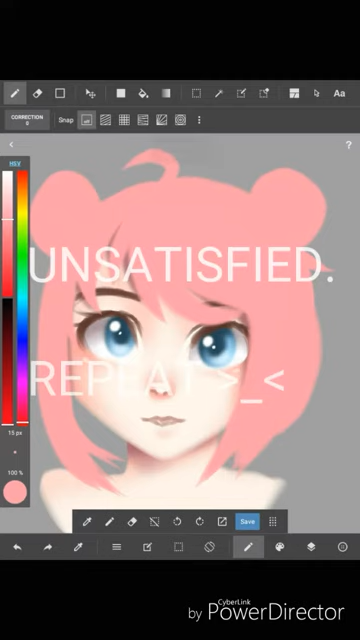 Aa
CORRECTION
0
Snap
?
HSV
UNSATISFIED.
REPEAT >_<
15 px
100 %
Save
CyberLink
by PowerDirector